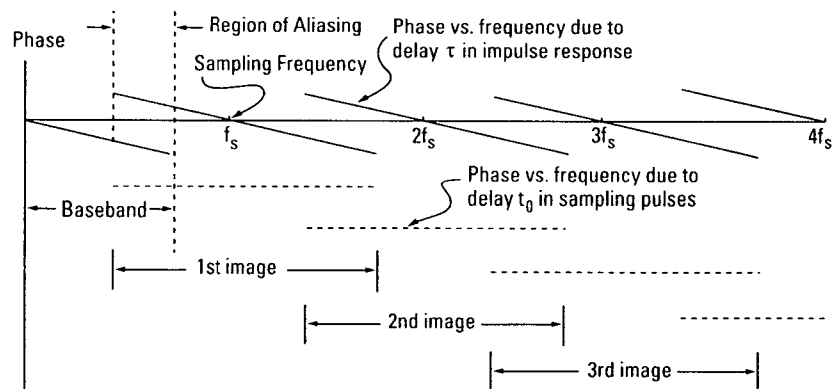 Region of Aliasing
Phase
Sampling Frequency
Phase vs. frequency due to
delay τ in impulse response
f_s
2f_s
3f_s
4f_s
Phase vs. frequency due to
delay t_0 in sampling pulses
Baseband
1st image
2nd image
3rd image